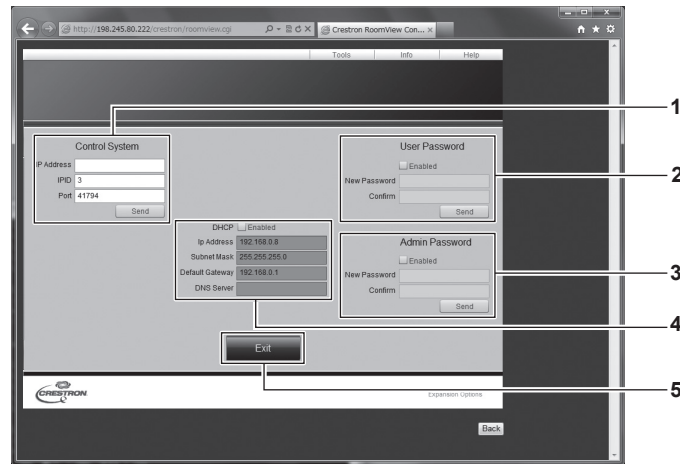 http://198.245.80.222/crestron/roomview.cgi
Crestron RoomView Con... ×
Tools Info Help
1
Control System
IP Address
IPID 3
Port 41794
Send
User Password
Enabled
New Password
Confirm
Send
2
DHCP Enabled
Ip Address 192.168.0.8
Subnet Mask 255.255.255.0
Default Gateway 192.168.0.1
DNS Server
Admin Password
Enabled
New Password
Confirm
Send
3
4
Exit
5
CRESTRON
Expansion Options
Back